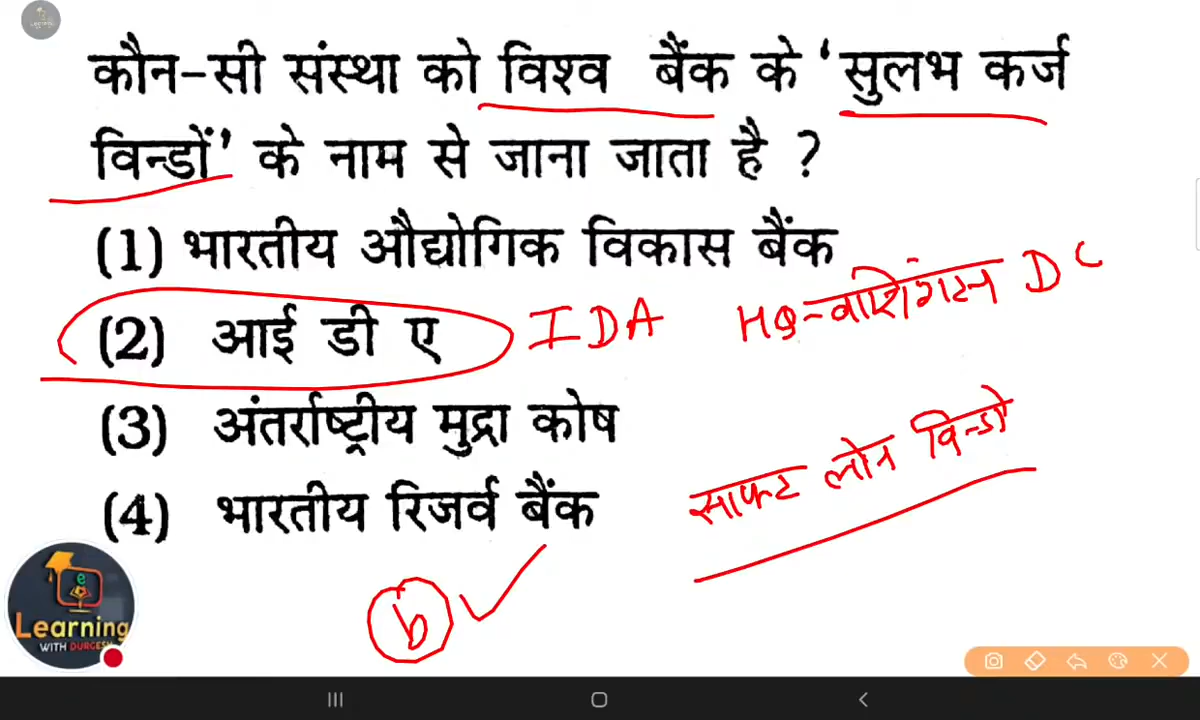 कौन-सी संस्था को विश्व बैंक के ‘सुलभ कर्ज
विन्डों’ के नाम से जाना जाता है ?
(1) भारतीय औद्योगिक विकास बैंक
(2) आई डी ए
IDA
HQ=वाशिंगटन DC
(3) अंतर्राष्ट्रीय मुद्रा कोष
साफ्ट लोन विन्डो
(4) भारतीय रिजर्व बैंक
b
e
Learning
WITH DURGESH